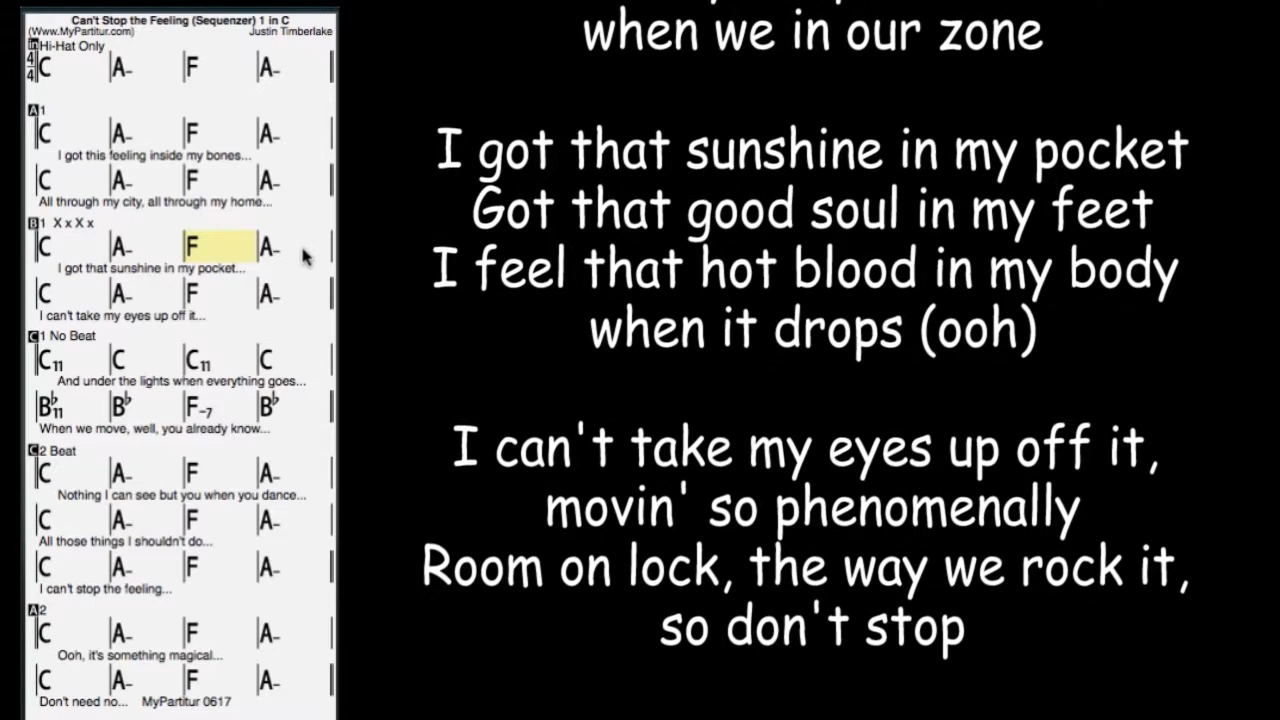 Can't Stop the Feeling (Sequenzer) 1 in C
(Www.MyPartitur.com) Justin Timberlake
in Hi-Hat Only
4/4 C A- F A-
A 1
C A- F A-
I got this feeling inside my bones...
C A- F A-
All through my city, all through my home...
B 1 X x X x
C A- F A-
I got that sunshine in my pocket...
C A- F A-
I can't take my eyes up off it...
C 1 No Beat
C11 C C11 C
And under the lights when everything goes...
B♭11 B♭ F-7 B♭
When we move, well, you already know...
C 2 Beat
C A- F A-
Nothing I can see but you when you dance...
C A- F A-
All those things I shouldn't do...
C A- F A-
I can't stop the feeling...
A 2
C A- F A-
Ooh, it's something magical...
C A- F A-
Don't need no... MyPartitur 0617
when we in our zone
I got that sunshine in my pocket
Got that good soul in my feet
I feel that hot blood in my body
when it drops (ooh)
I can't take my eyes up off it,
movin' so phenomenally
Room on lock, the way we rock it,
so don't stop